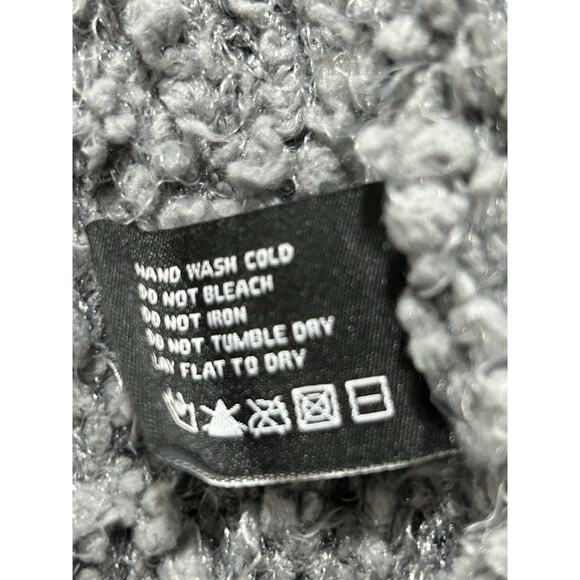 HAND WASH COLD
DO NOT BLEACH
DO NOT IRON
DO NOT TUMBLE DRY
LAY FLAT TO DRY